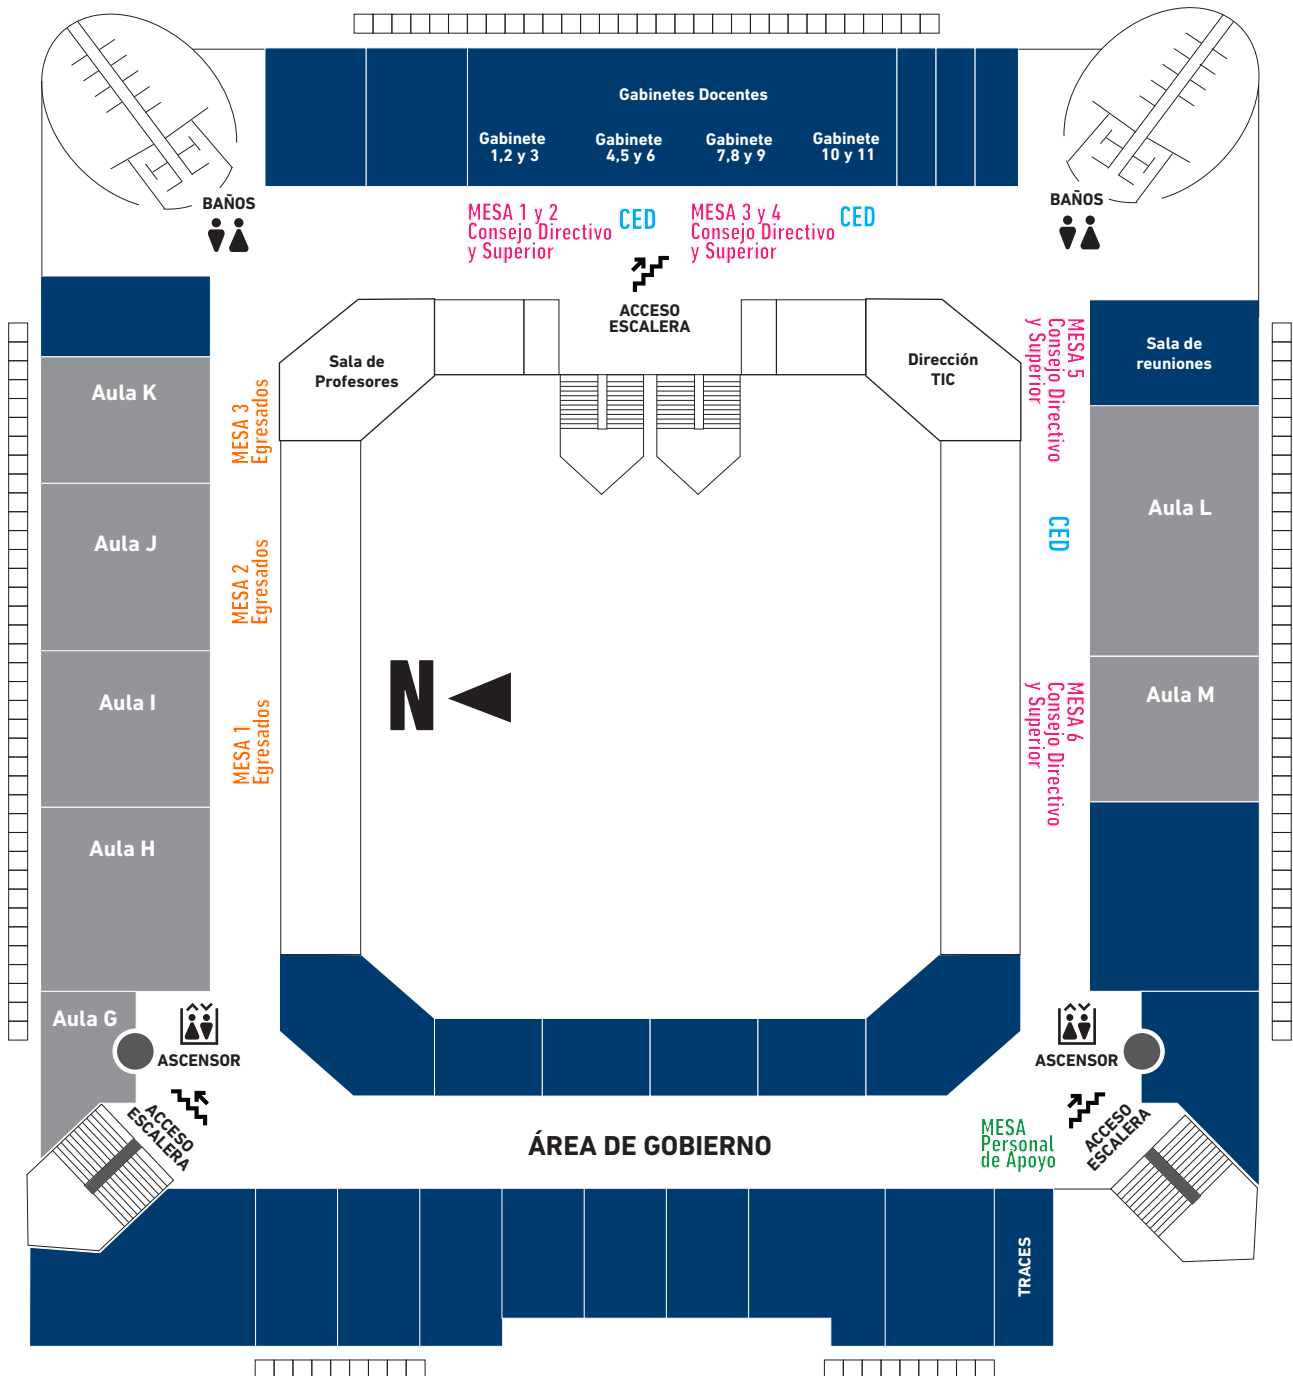 Gabinetes Docentes
Gabinete
1,2 y 3
Gabinete
4,5 y 6
Gabinete
7,8 y 9
Gabinete
10 y 11
BAÑOS
MESA 1 y 2
Consejo Directivo
y Superior
CED
MESA 3 y 4
Consejo Directivo
y Superior
CED
BAÑOS
ACCESO
ESCALERA
Sala de
Profesores
Dirección
TIC
MESA 5
Consejo Directivo
y Superior
Sala de
reuniones
Aula K
MESA 3
Egresados
Aula J
MESA 2
Egresados
CED
Aula L
Aula I
MESA 1
Egresados
N
MESA 6
Consejo Directivo
y Superior
Aula M
Aula H
Aula G
ASCENSOR
ASCENSOR
ACCESO
ESCALERA
ÁREA DE GOBIERNO
MESA
Personal
de Apoyo
ACCESO
ESCALERA
TRACES